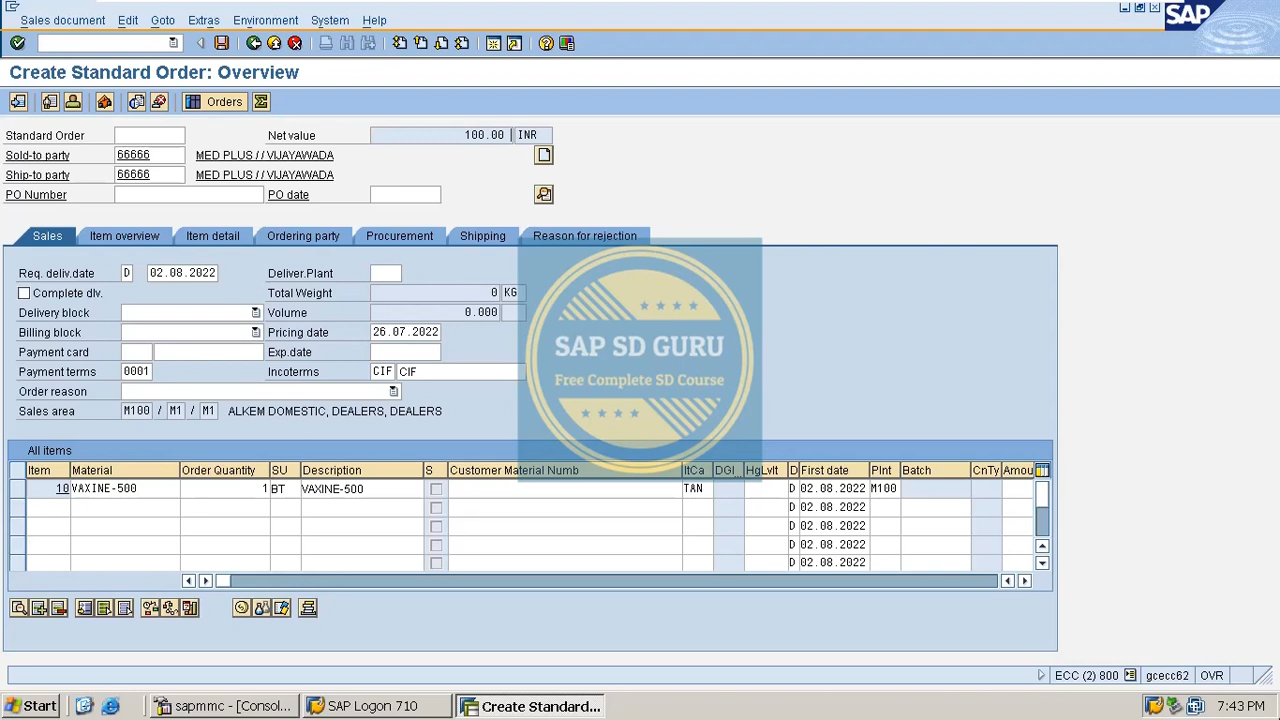 Sales document Edit Goto Extras Environment System Help
SAP
Create Standard Order: Overview
Orders
Standard Order Net value 100.00 INR
Sold-to party 66666 MED PLUS // VIJAYAWADA
Ship-to party 66666 MED PLUS // VIJAYAWADA
PO Number PO date
Sales Item overview Item detail Ordering party Procurement Shipping Reason for rejection
Req. deliv.date D 02.08.2022 Deliver.Plant
Complete dlv. Total Weight 0 KG
Delivery block Volume 0.000
Billing block Pricing date 26.07.2022
Payment card Exp.date
Payment terms 0001 Incoterms CIF CIF
Order reason
Sales area M100 / M1 / M1 ALKEM DOMESTIC, DEALERS, DEALERS
SAP SD GURU
Free Complete SD Course
All items
Item Material Order Quantity SU Description S Customer Material Numb ItCa DGI HgLvIt D First date Plnt Batch CnTy Amou
10 VAXINE-500 1 BT VAXINE-500 TAN D 02.08.2022 M100
D 02.08.2022
D 02.08.2022
D 02.08.2022
D 02.08.2022
ECC (2) 800 gcecc62 OVR
Start sapmmc - [Consol... SAP Logon 710 Create Standard... 7:43 PM